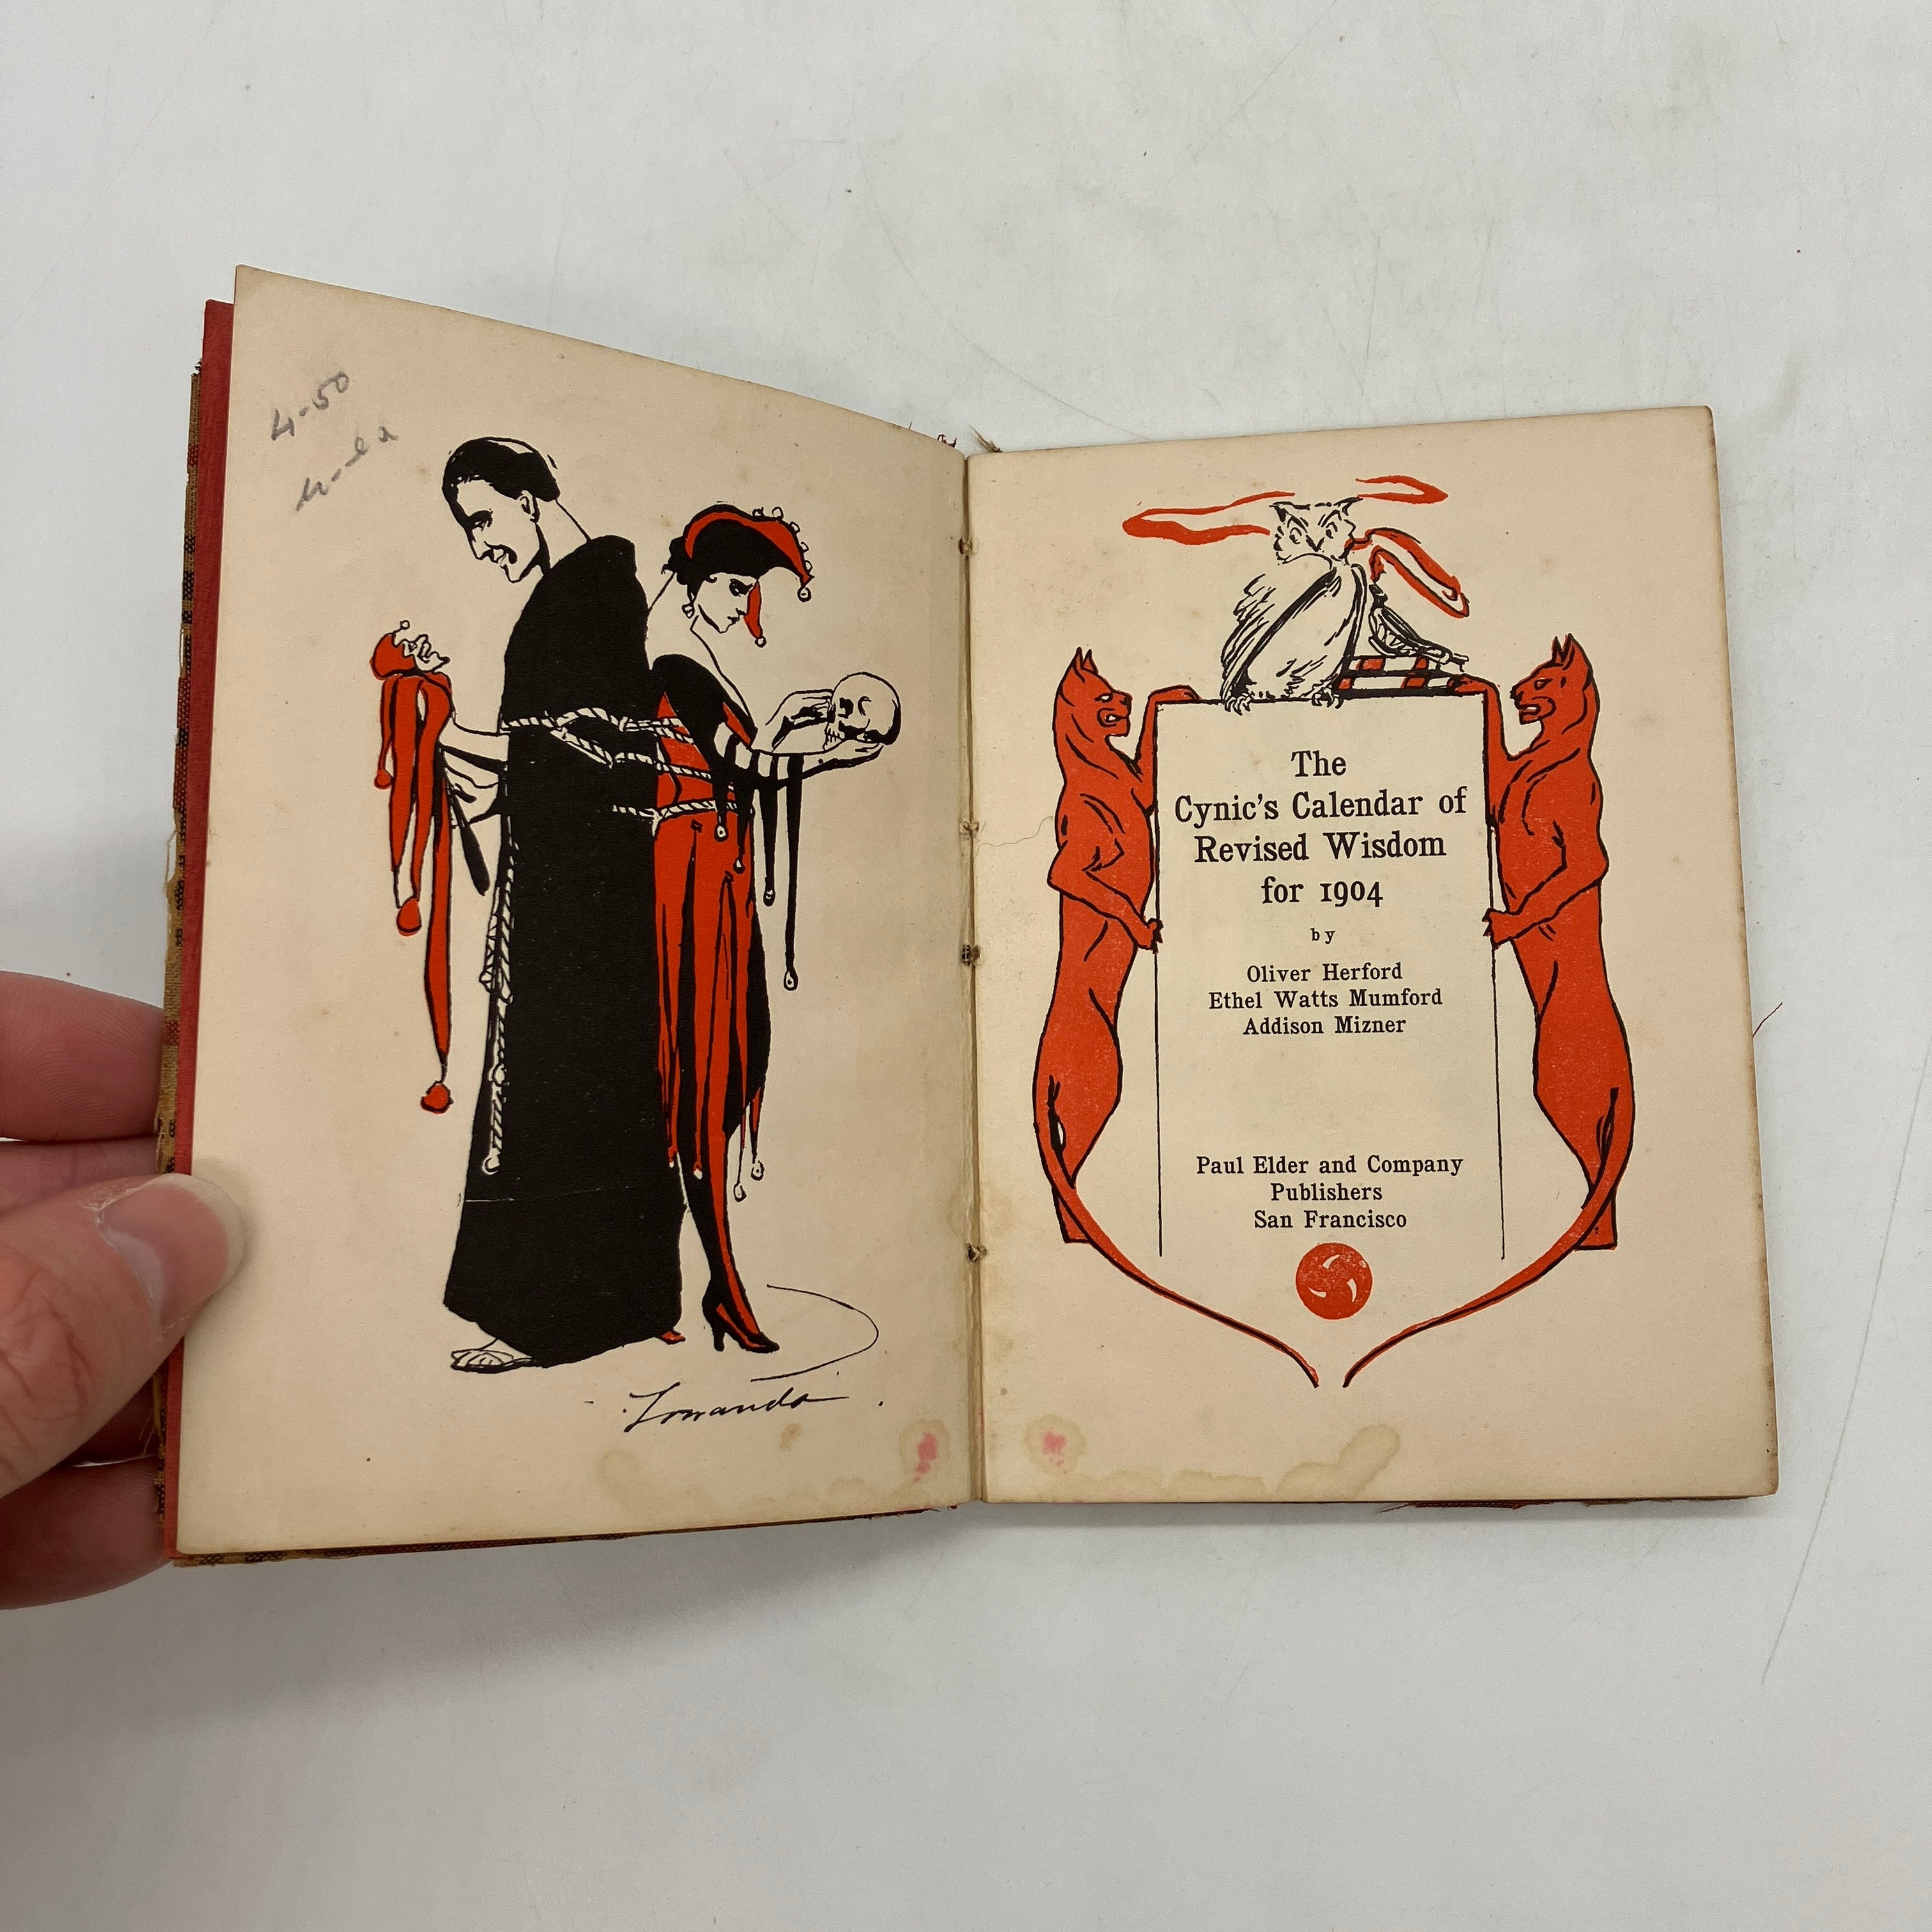 4-50
The
Cynic's Calendar of
Revised Wisdom
for 1904
by
Oliver Herford
Ethel Watts Mumford
Addison Mizner
Paul Elder and Company
Publishers
San Francisco